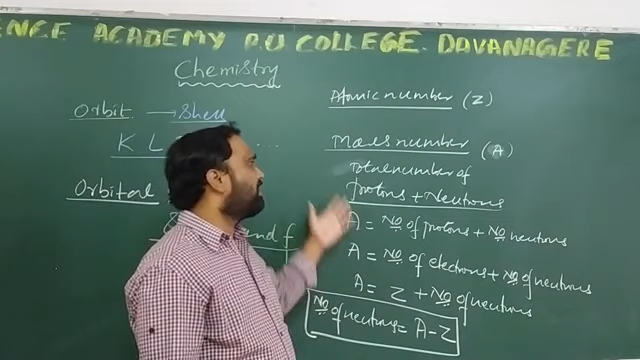 ENCE ACADEMY P.U COLLEGE. DAVANAGERE
Chemistry
Orbit → Shell
K L
Orbital
and f
Atomic number (Z)
Mass number (A)
Total number of
protons + Neutrons
A = No of protons + No neutrons
A = No of electrons + No of neutrons
A = Z + No of neutrons
No of neutrons = A - Z